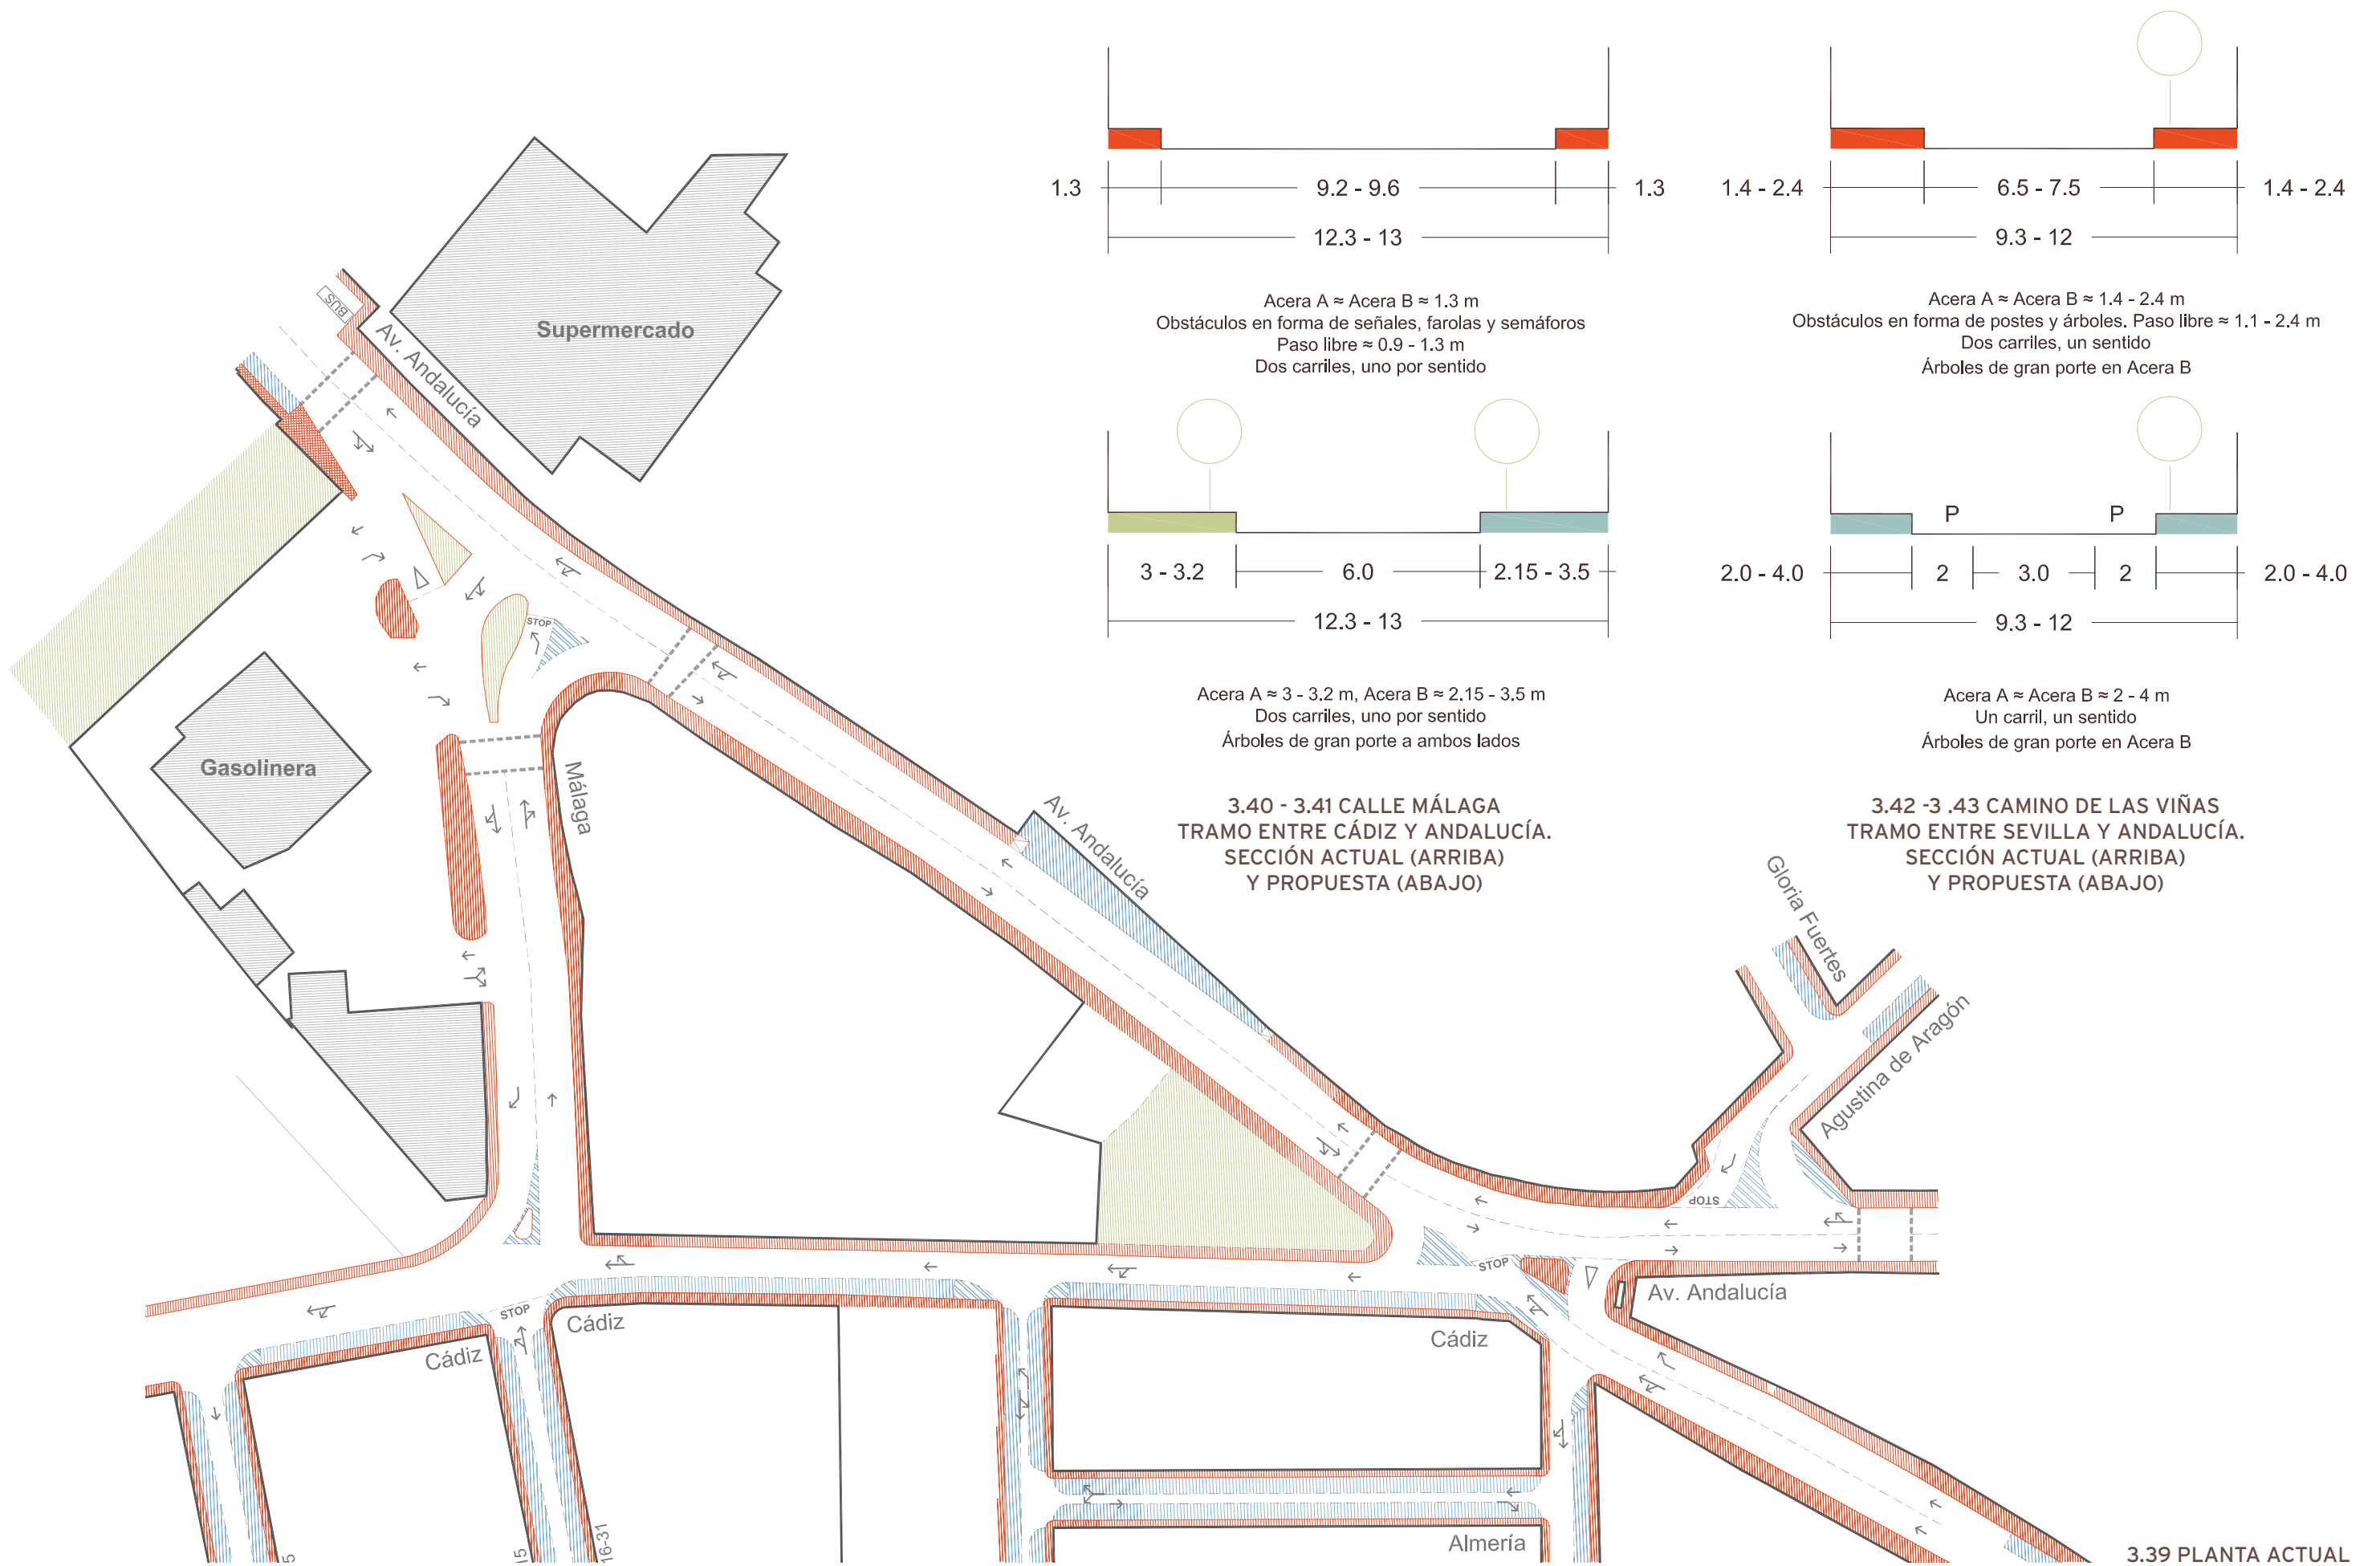 1.3
9.2 - 9.6
1.3
12.3 - 13
Acera A ≈ Acera B ≈ 1.3 m
Obstáculos en forma de señales, farolas y semáforos
Paso libre ≈ 0.9 - 1.3 m
Dos carriles, uno por sentido
1.4 - 2.4
6.5 - 7.5
1.4 - 2.4
9.3 - 12
Acera A ≈ Acera B ≈ 1.4 - 2.4 m
Obstáculos en forma de postes y árboles. Paso libre ≈ 1.1 - 2.4 m
Dos carriles, un sentido
Árboles de gran porte en Acera B
3 - 3.2
6.0
2.15 - 3.5
12.3 - 13
Acera A ≈ 3 - 3.2 m, Acera B ≈ 2.15 - 3.5 m
Dos carriles, uno por sentido
Árboles de gran porte a ambos lados
3.40 - 3.41 CALLE MÁLAGA
TRAMO ENTRE CÁDIZ Y ANDALUCÍA.
SECCIÓN ACTUAL (ARRIBA)
Y PROPUESTA (ABAJO)
P
P
2.0 - 4.0
2
3.0
2
2.0 - 4.0
9.3 - 12
Acera A ≈ Acera B ≈ 2 - 4 m
Un carril, un sentido
Árboles de gran porte en Acera B
3.42 -3 .43 CAMINO DE LAS VIÑAS
TRAMO ENTRE SEVILLA Y ANDALUCÍA.
SECCIÓN ACTUAL (ARRIBA)
Y PROPUESTA (ABAJO)
BUS
Av. Andalucía
Supermercado
STOP
Gasolinera
Málaga
Av. Andalucía
Gloria Fuertes
Agustina de Aragón
STOP
STOP
Av. Andalucía
STOP
Cádiz
Cádiz
Cádiz
Almería
5
15
16-31
3.39 PLANTA ACTUAL